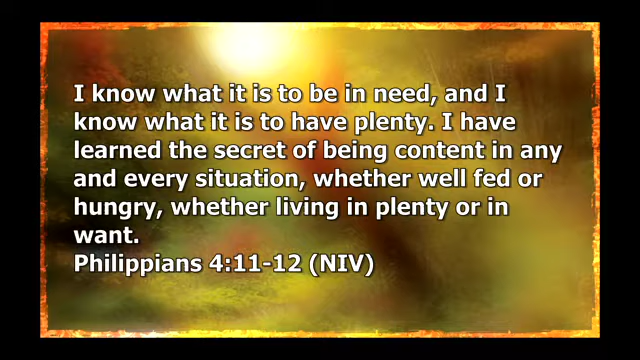 I know what it is to be in need, and I
know what it is to have plenty. I have
learned the secret of being content in any
and every situation, whether well fed or
hungry, whether living in plenty or in
want.
Philippians 4:11-12 (NIV)